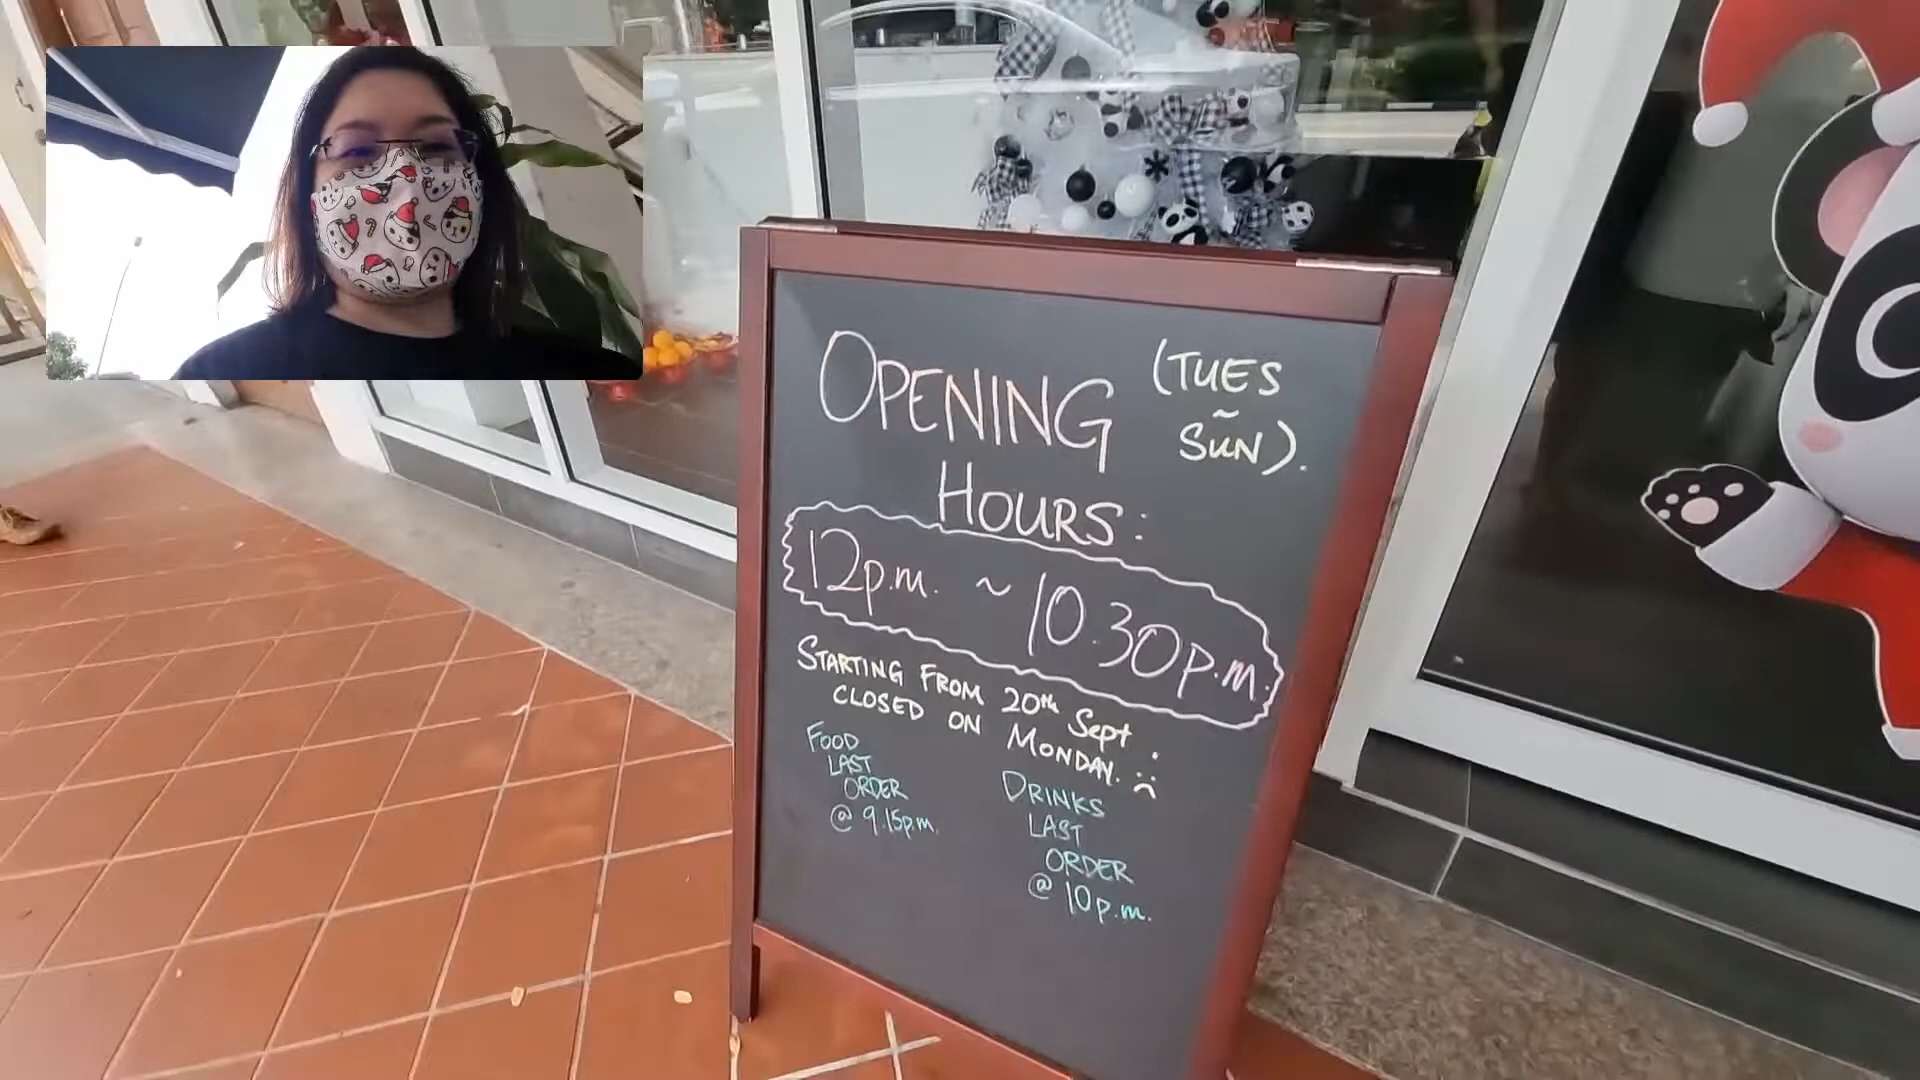 OPENING
(TUES
~
SUN).
HOURS:
12p.m. ~ 10.30p.m.
STARTING FROM 20th Sept.
CLOSED ON MONDAY. :(
FOOD
LAST
ORDER
@ 9.15p.m.
DRINKS
LAST
ORDER
@ 10p.m.